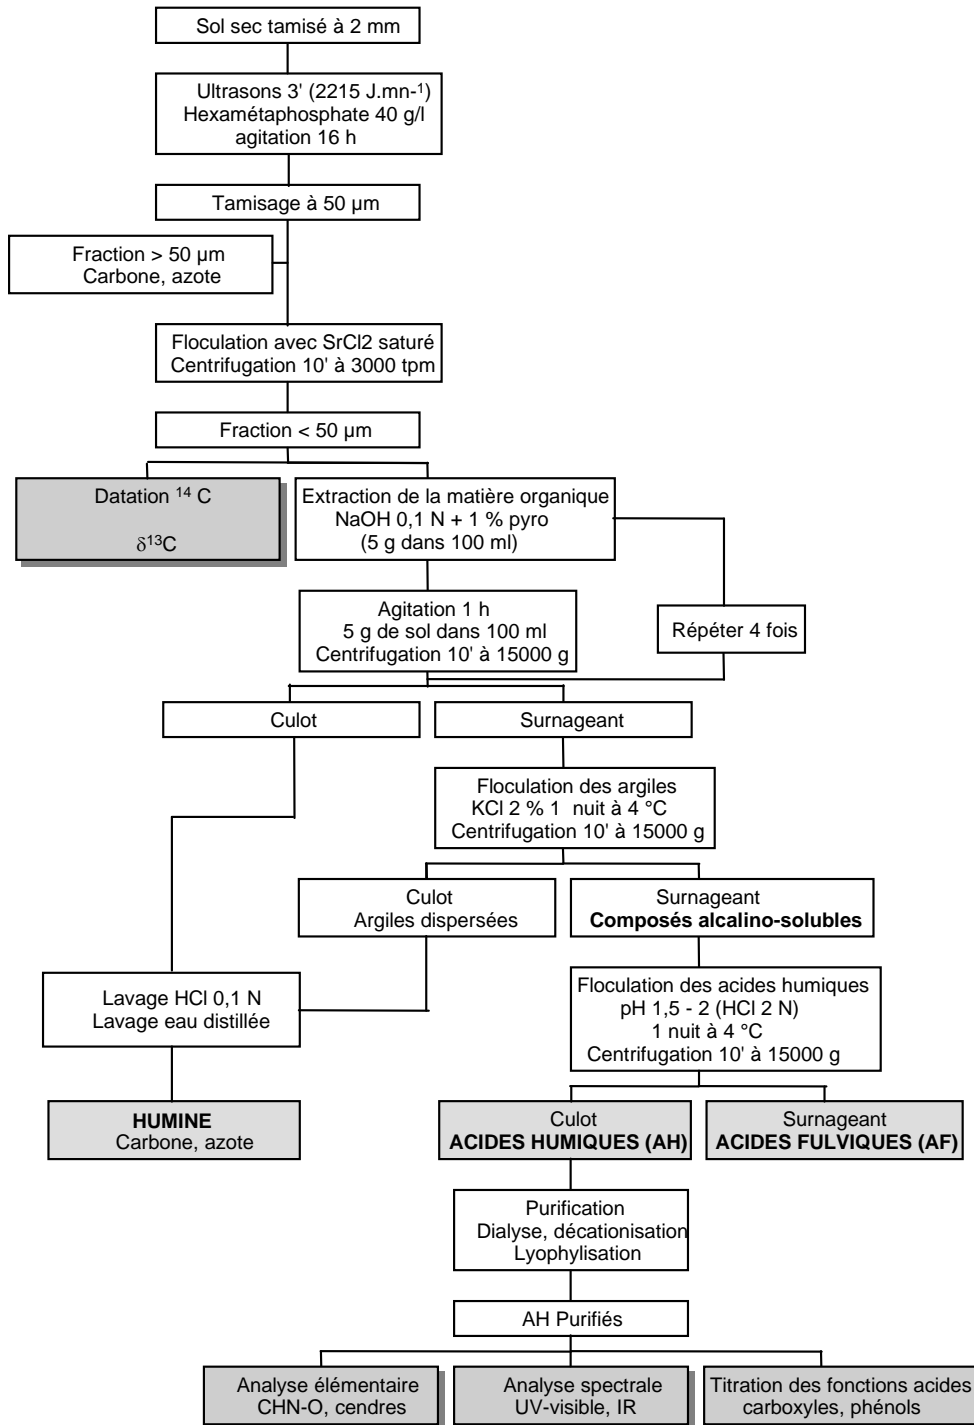 Sol sec tamisé à 2 mm
Ultrasons 3' (2215 J.mn-¹)
Hexamétaphosphate 40 g/l
agitation 16 h
Tamisage à 50 µm
Fraction > 50 µm
Carbone, azote
Floculation avec SrCl2 saturé
Centrifugation 10' à 3000 tpm
Fraction < 50 µm
Datation ¹⁴ C
δ¹³C
Extraction de la matière organique
NaOH 0,1 N + 1 % pyro
(5 g dans 100 ml)
Agitation 1 h
5 g de sol dans 100 ml
Centrifugation 10' à 15000 g
Répéter 4 fois
Culot
Surnageant
Floculation des argiles
KCl 2 % 1 nuit à 4 °C
Centrifugation 10' à 15000 g
Culot
Argiles dispersées
Surnageant
Composés alcalino-solubles
Lavage HCl 0,1 N
Lavage eau distillée
Floculation des acides humiques
pH 1,5 - 2 (HCl 2 N)
1 nuit à 4 °C
Centrifugation 10' à 15000 g
HUMINE
Carbone, azote
Culot
ACIDES HUMIQUES (AH)
Surnageant
ACIDES FULVIQUES (AF)
Purification
Dialyse, décationisation
Lyophylisation
AH Purifiés
Analyse élémentaire
CHN-O, cendres
Analyse spectrale
UV-visible, IR
Titration des fonctions acides
carboxyles, phénols